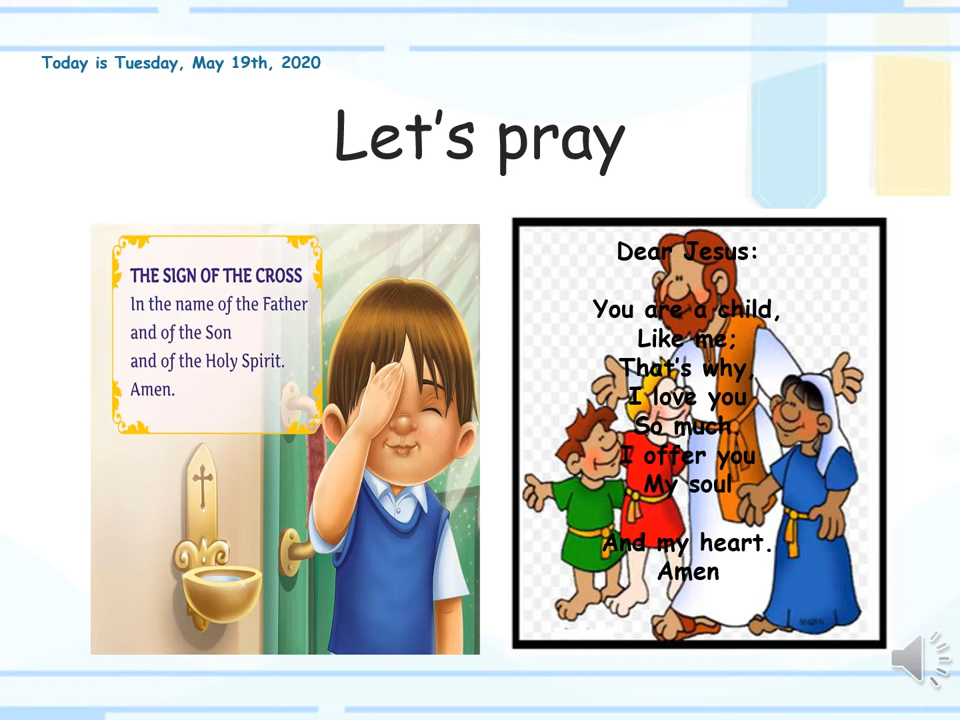 Today is Tuesday, May 19th, 2020
Let's pray
THE SIGN OF THE CROSS
In the name of the Father
and of the Son
and of the Holy Spirit.
Amen.
Dear Jesus:
You are a child,
Like me;
That's why,
I love you
So much.
I offer you
My soul
And my heart.
Amen